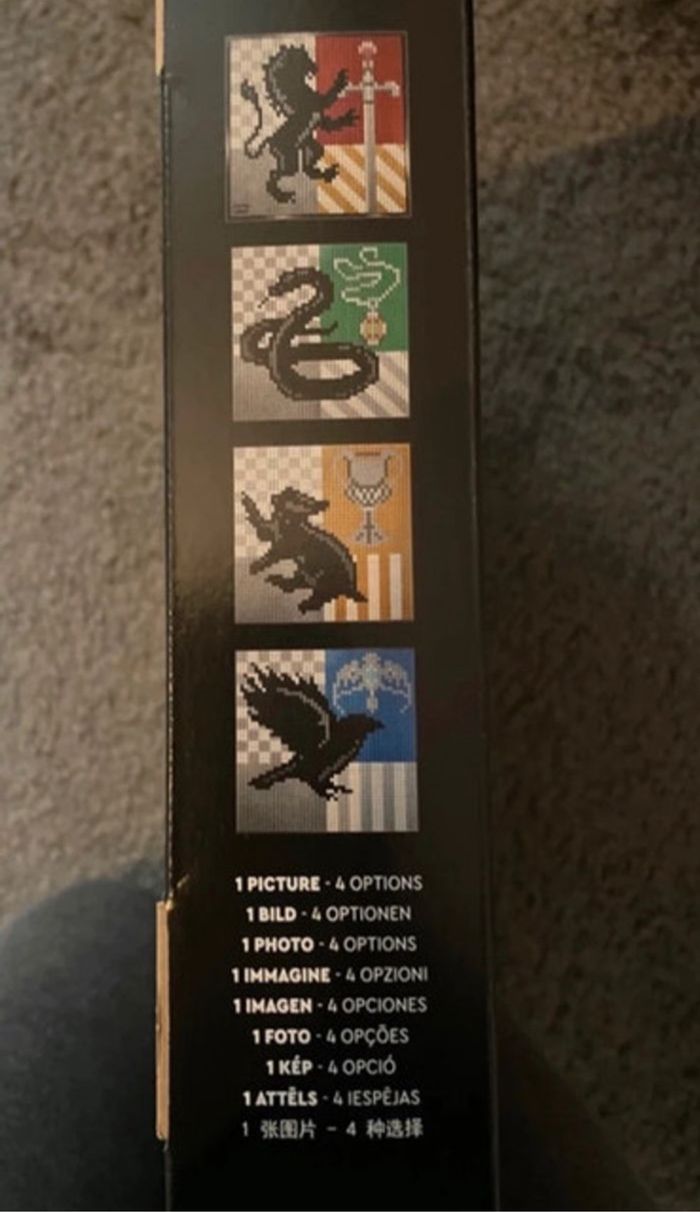 1 PICTURE - 4 OPTIONS
1 BILD - 4 OPTIONEN
1 PHOTO - 4 OPTIONS
1 IMMAGINE - 4 OPZIONI
1 IMAGEN - 4 OPCIONES
1 FOTO - 4 OPÇÕES
1 KÉP - 4 OPCIÓ
1 ATTĒLS - 4 IESPĒJAS
1 张图片 - 4 种选择